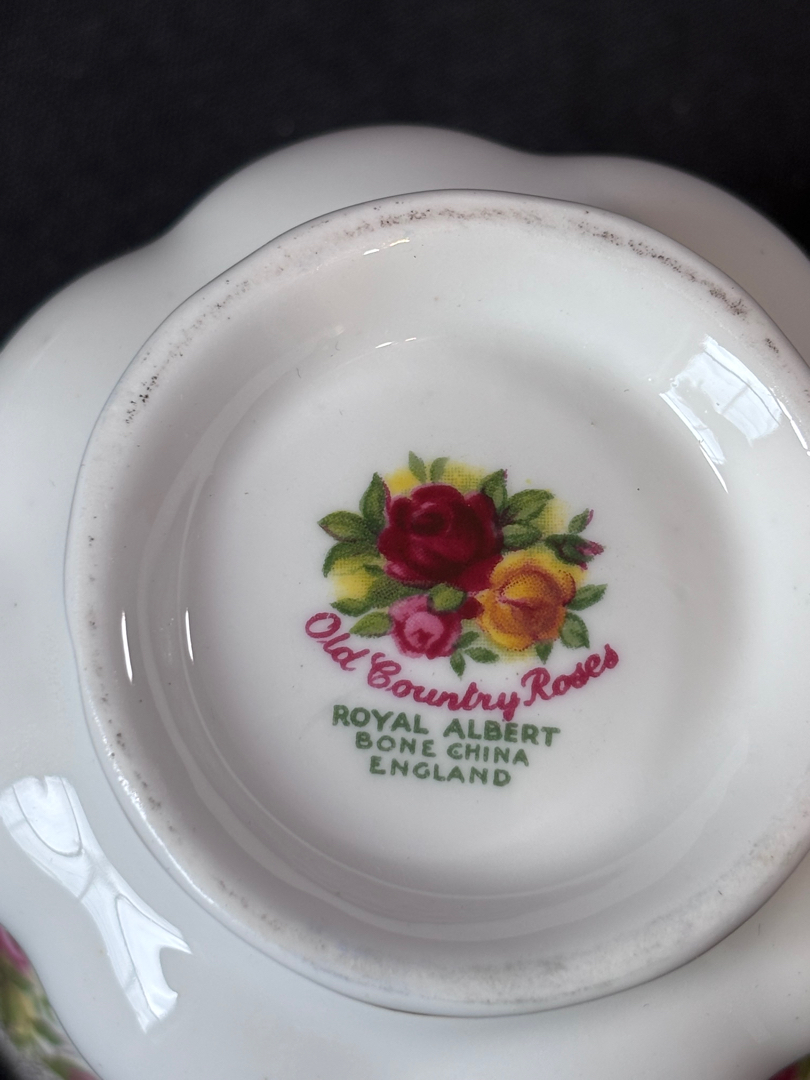 Old Country Roses
ROYAL ALBERT
BONE CHINA
ENGLAND